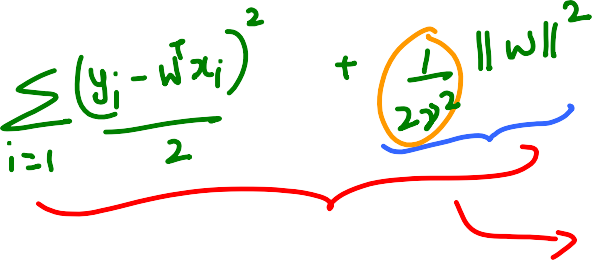 ∑_{i=1} (y_i - w^T x_i)^2 / 2 + 1/(2γ^2) ||w||^2